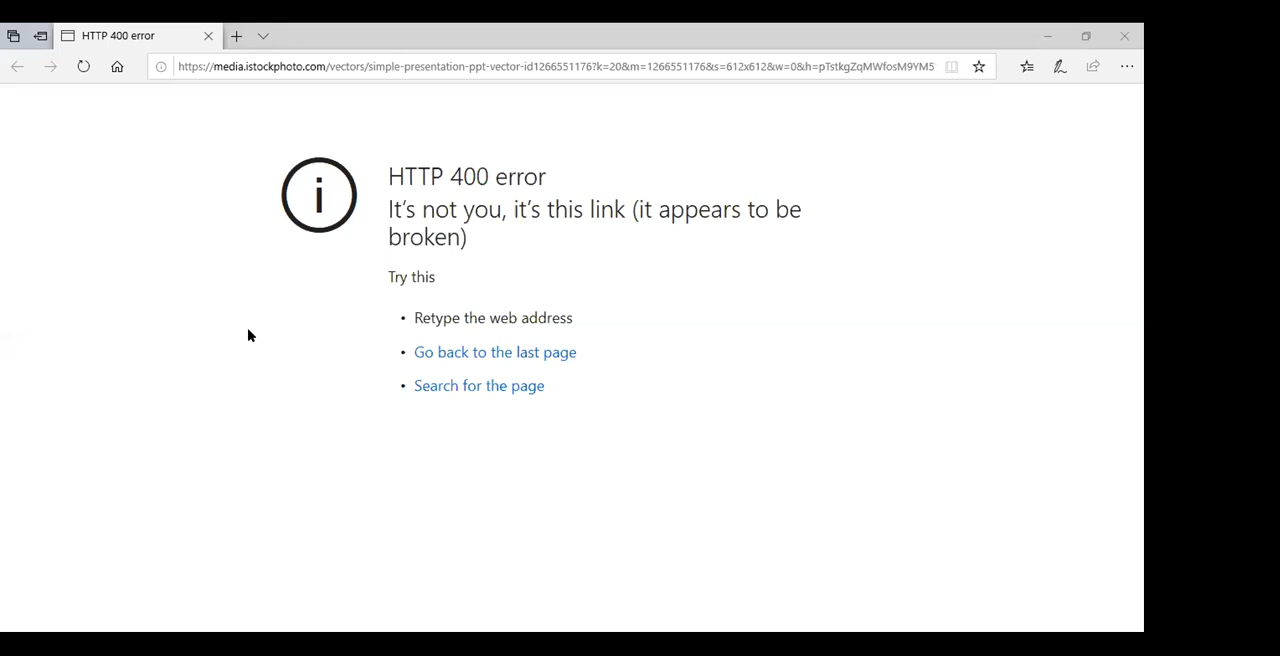 HTTP 400 error
https://media.istockphoto.com/vectors/simple-presentation-ppt-vector-id1266551176?k=20&m=1266551176&s=612x612&w=0&h=pTstkgZqMWfosM9YM5
i
HTTP 400 error
It's not you, it's this link (it appears to be
broken)
Try this
• Retype the web address
• Go back to the last page
• Search for the page